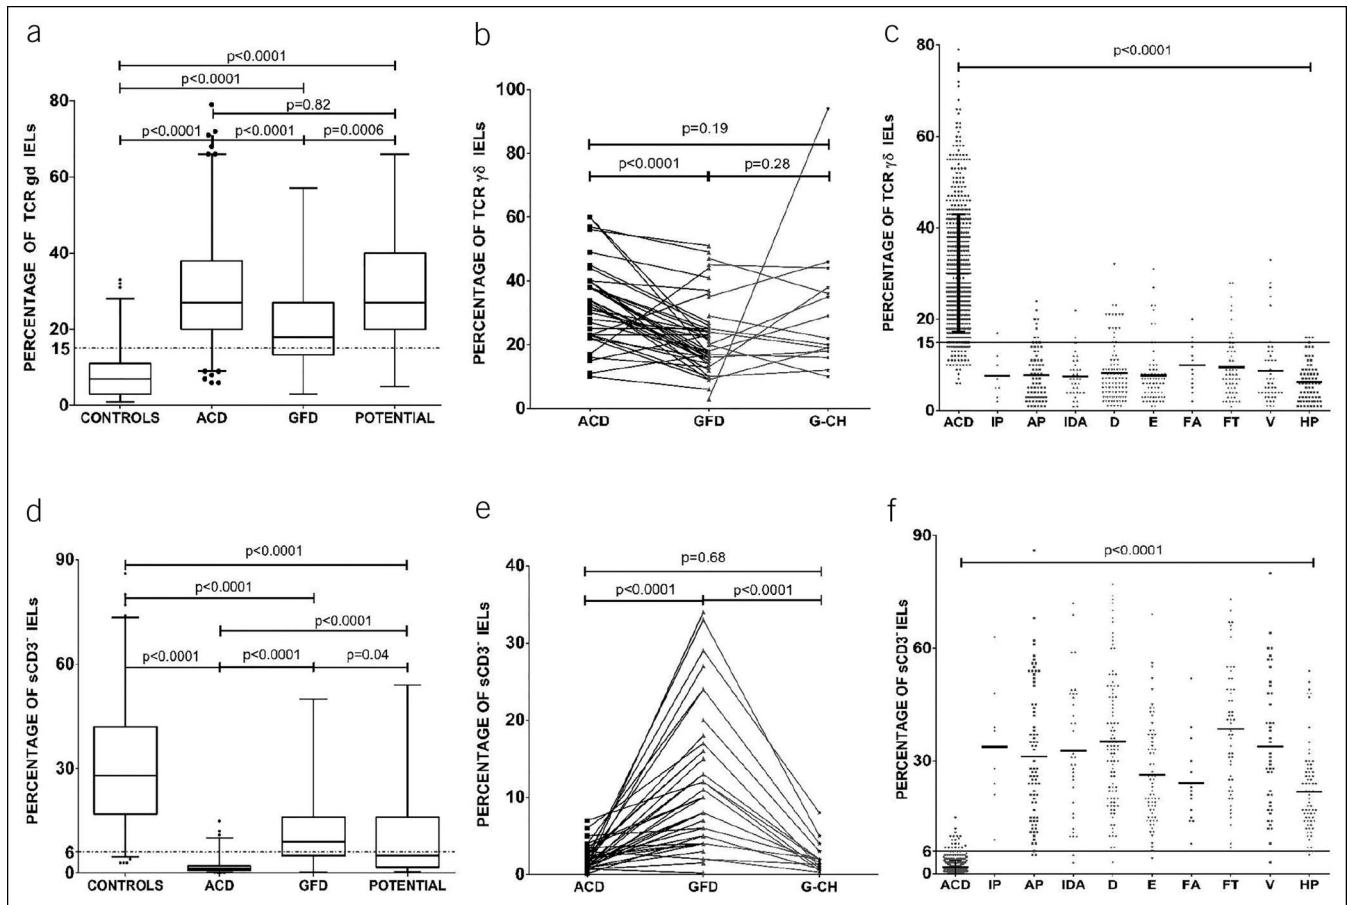 a
p<0.0001
p<0.0001
p=0.82
p<0.0001
p<0.0001
p=0.0006
PERCENTAGE OF TCR gd IELs
80
60
40
20
15
0
CONTROLS ACD GFD POTENTIAL
b
p=0.19
p<0.0001
p=0.28
PERCENTAGE OF TCR γδ IELs
100
80
60
40
20
0
ACD GFD G-CH
c
p<0.0001
PERCENTAGE OF TCR γδ IELs
80
60
40
20
15
0
ACD IP AP IDA D E FA FT V HP
d
p<0.0001
p<0.0001
p<0.0001
p<0.0001
p<0.0001
p=0.04
PERCENTAGE OF sCD3⁻ IELs
90
60
30
6
0
CONTROLS ACD GFD POTENTIAL
e
p=0.68
p<0.0001
p<0.0001
PERCENTAGE OF sCD3⁻ IELs
40
30
20
10
0
ACD GFD G-CH
f
p<0.0001
PERCENTAGE OF sCD3⁻ IELs
90
60
30
6
0
ACD IP AP IDA D E FA FT V HP